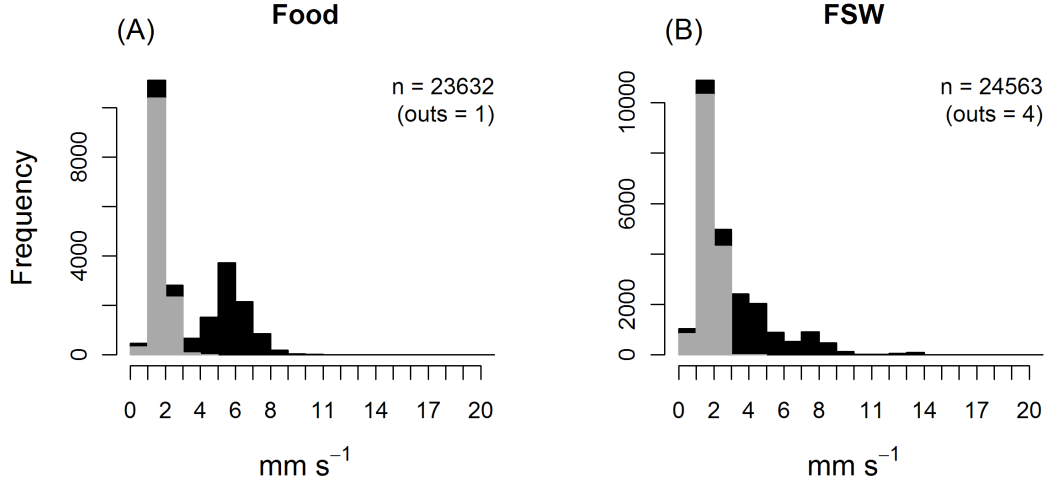 Food
(A)
n = 23632
(outs = 1)
Frequency
8000
4000
0
0 2 4 6 8 11 14 17 20
mm s⁻¹
FSW
(B)
n = 24563
(outs = 4)
10000
6000
2000
0
0 2 4 6 8 11 14 17 20
mm s⁻¹